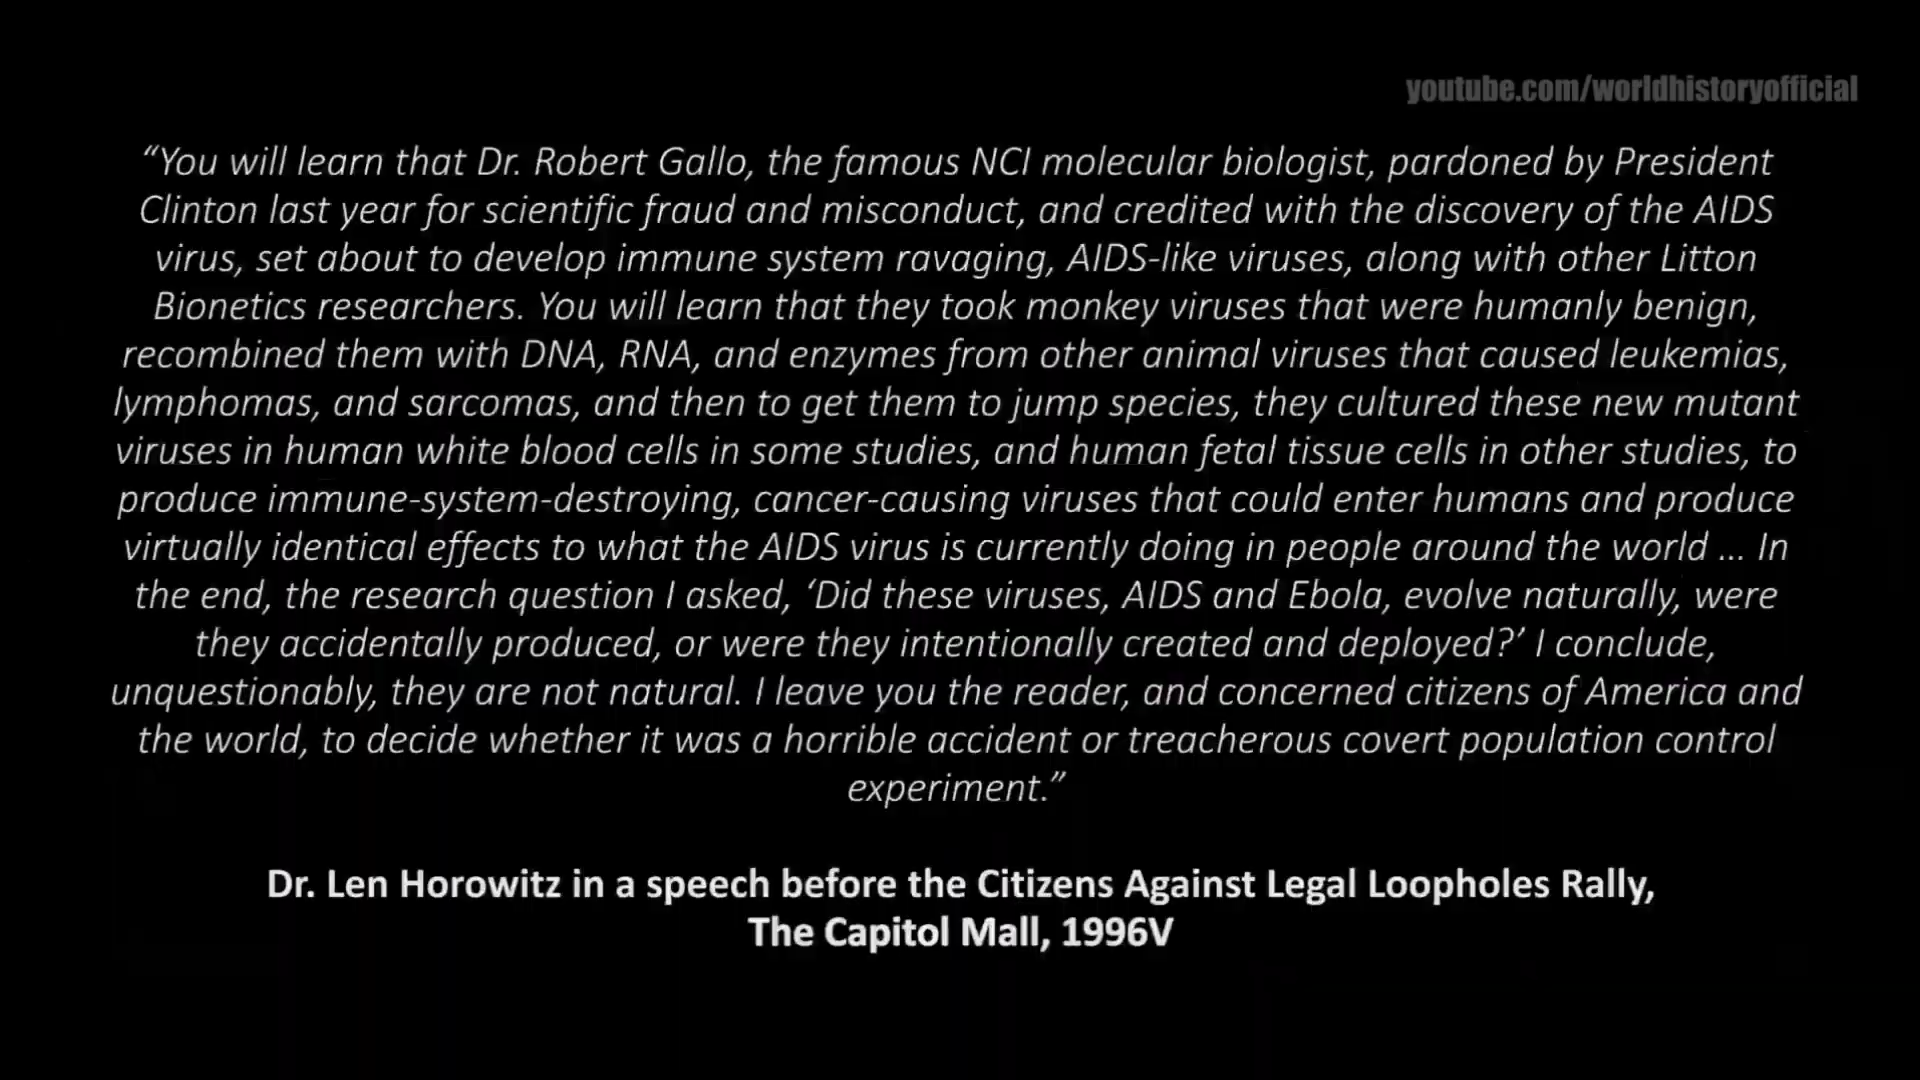 youtube.com/worldhistoryofficial
“You will learn that Dr. Robert Gallo, the famous NCI molecular biologist, pardoned by President
Clinton last year for scientific fraud and misconduct, and credited with the discovery of the AIDS
virus, set about to develop immune system ravaging, AIDS-like viruses, along with other Litton
Bionetics researchers. You will learn that they took monkey viruses that were humanly benign,
recombined them with DNA, RNA, and enzymes from other animal viruses that caused leukemias,
lymphomas, and sarcomas, and then to get them to jump species, they cultured these new mutant
viruses in human white blood cells in some studies, and human fetal tissue cells in other studies, to
produce immune-system-destroying, cancer-causing viruses that could enter humans and produce
virtually identical effects to what the AIDS virus is currently doing in people around the world ... In
the end, the research question I asked, ‘Did these viruses, AIDS and Ebola, evolve naturally, were
they accidentally produced, or were they intentionally created and deployed?’ I conclude,
unquestionably, they are not natural. I leave you the reader, and concerned citizens of America and
the world, to decide whether it was a horrible accident or treacherous covert population control
experiment.”
Dr. Len Horowitz in a speech before the Citizens Against Legal Loopholes Rally,
The Capitol Mall, 1996V